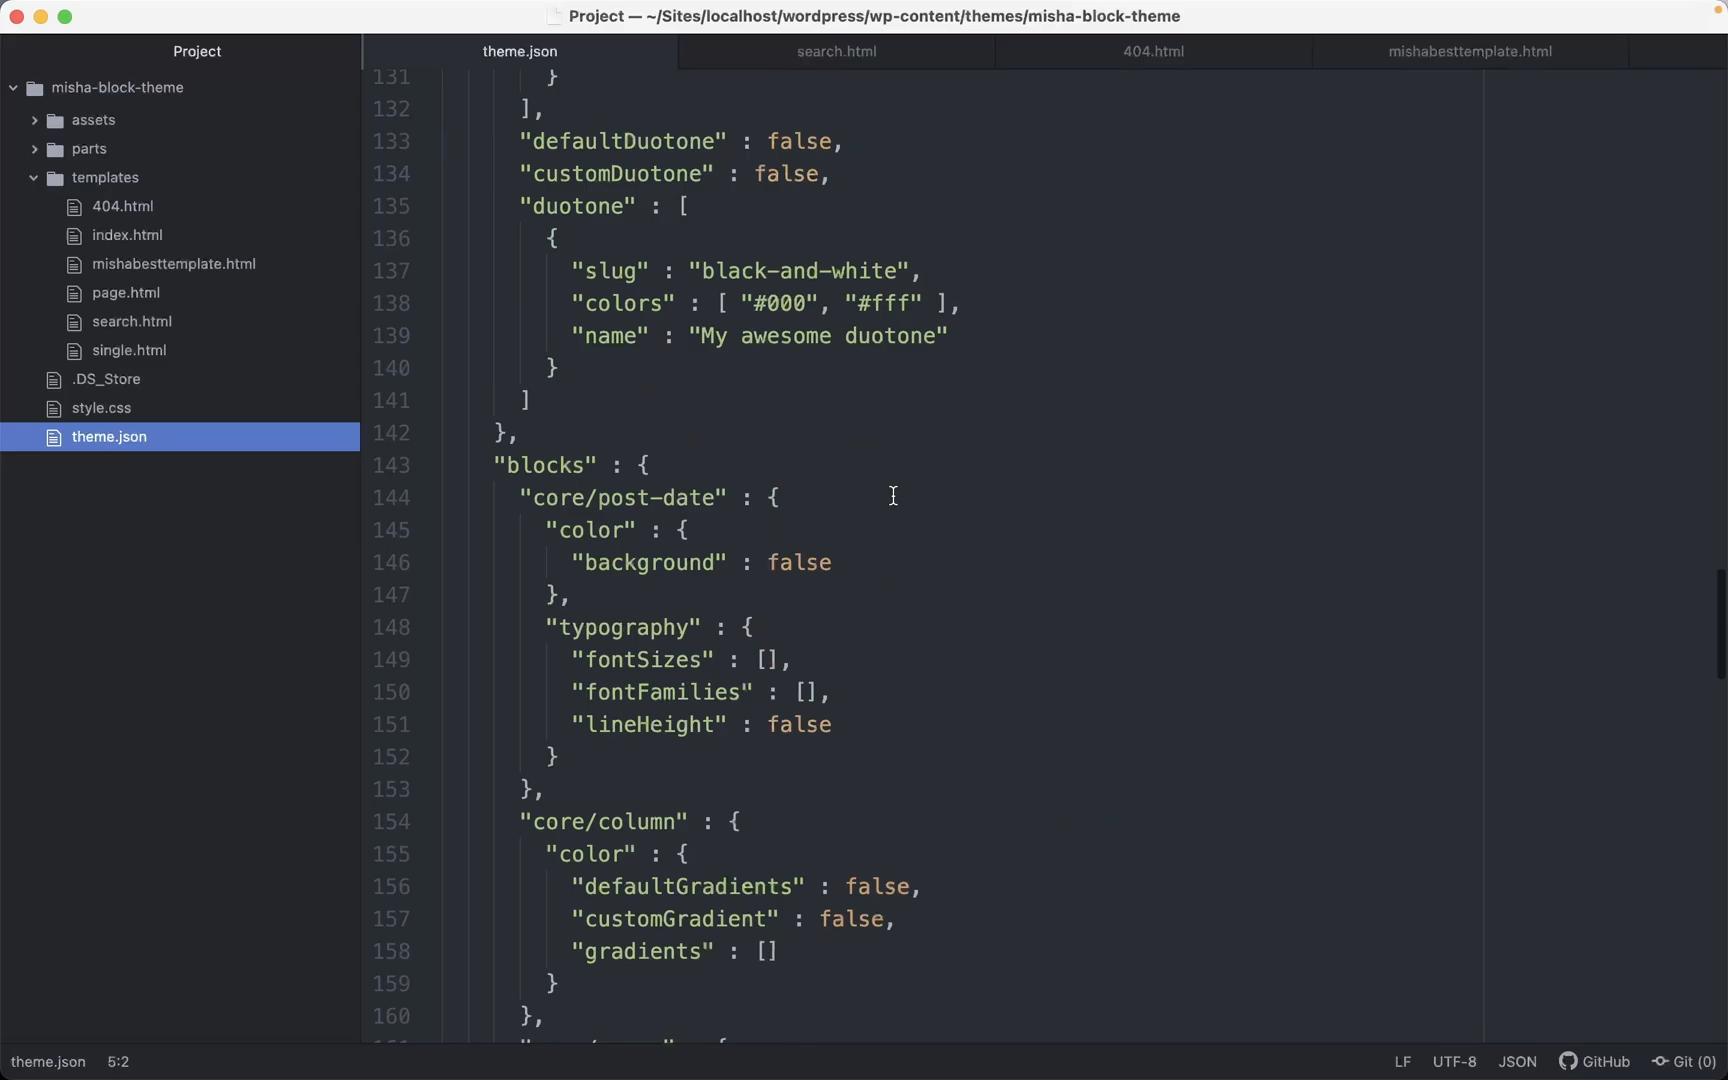 Project — ~/Sites/localhost/wordpress/wp-content/themes/misha-block-theme
Project
theme.json
search.html
404.html
mishabesttemplate.html
misha-block-theme
assets
parts
templates
404.html
index.html
mishabesttemplate.html
page.html
search.html
single.html
.DS_Store
style.css
theme.json
131 }
132 ],
133 "defaultDuotone" : false,
134 "customDuotone" : false,
135 "duotone" : [
136 {
137 "slug" : "black-and-white",
138 "colors" : [ "#000", "#fff" ],
139 "name" : "My awesome duotone"
140 }
141 ]
142 },
143 "blocks" : {
144 "core/post-date" : {
145 "color" : {
146 "background" : false
147 },
148 "typography" : {
149 "fontSizes" : [],
150 "fontFamilies" : [],
151 "lineHeight" : false
152 }
153 },
154 "core/column" : {
155 "color" : {
156 "defaultGradients" : false,
157 "customGradient" : false,
158 "gradients" : []
159 }
160 },
theme.json 5:2
LF UTF-8 JSON GitHub Git (0)